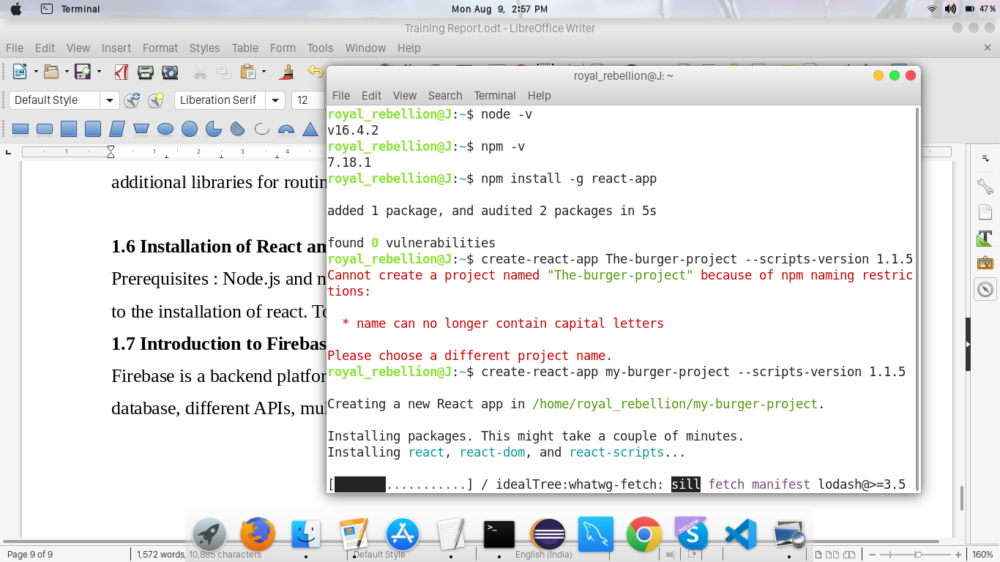 Terminal
Mon Aug 9, 2:57 PM
47%
Training Report.odt - LibreOffice Writer
File Edit View Insert Format Styles Table Form Tools Window Help
Default Style
Liberation Serif
12
royal_rebellion@J: ~
File Edit View Search Terminal Help
1 1 2 3 4
royal_rebellion@J:~$ node -v
v16.4.2
royal_rebellion@J:~$ npm -v
7.18.1
royal_rebellion@J:~$ npm install -g react-app
added 1 package, and audited 2 packages in 5s
found 0 vulnerabilities
royal_rebellion@J:~$ create-react-app The-burger-project --scripts-version 1.1.5
Cannot create a project named "The-burger-project" because of npm naming restric
tions:
* name can no longer contain capital letters
Please choose a different project name.
royal_rebellion@J:~$ create-react-app my-burger-project --scripts-version 1.1.5
Creating a new React app in /home/royal_rebellion/my-burger-project.
Installing packages. This might take a couple of minutes.
Installing react, react-dom, and react-scripts...
[ ...........] / idealTree:whatwg-fetch: sill fetch manifest lodash@>=3.5
additional libraries for routin
1.6 Installation of React an
Prerequisites : Node.js and n
to the installation of react. To
1.7 Introduction to Firebas
Firebase is a backend platfor
database, different APIs, mul
PREVIEW
Page 9 of 9
1,572 words, 10,885 characters
Default Style
English (India)
160%